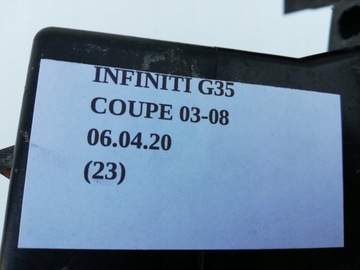 INFINITI G35
COUPE 03-08
06.04.20
(23)